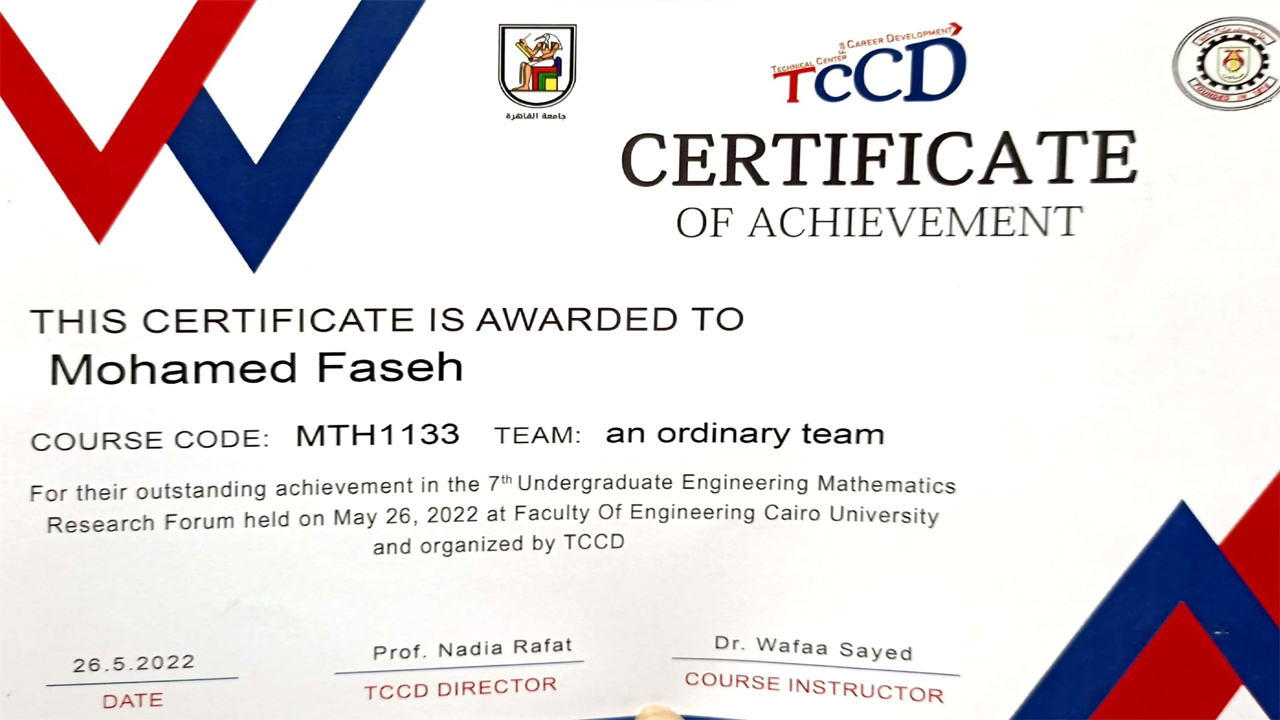 جامعة القاهرة
TECHNICAL CENTER FOR CAREER DEVELOPMENT
TCCD
CERTIFICATE
OF ACHIEVEMENT
THIS CERTIFICATE IS AWARDED TO
Mohamed Faseh
COURSE CODE: MTH1133 TEAM: an ordinary team
For their outstanding achievement in the 7th Undergraduate Engineering Mathematics
Research Forum held on May 26, 2022 at Faculty Of Engineering Cairo University
and organized by TCCD
26.5.2022
DATE
Prof. Nadia Rafat
TCCD DIRECTOR
Dr. Wafaa Sayed
COURSE INSTRUCTOR